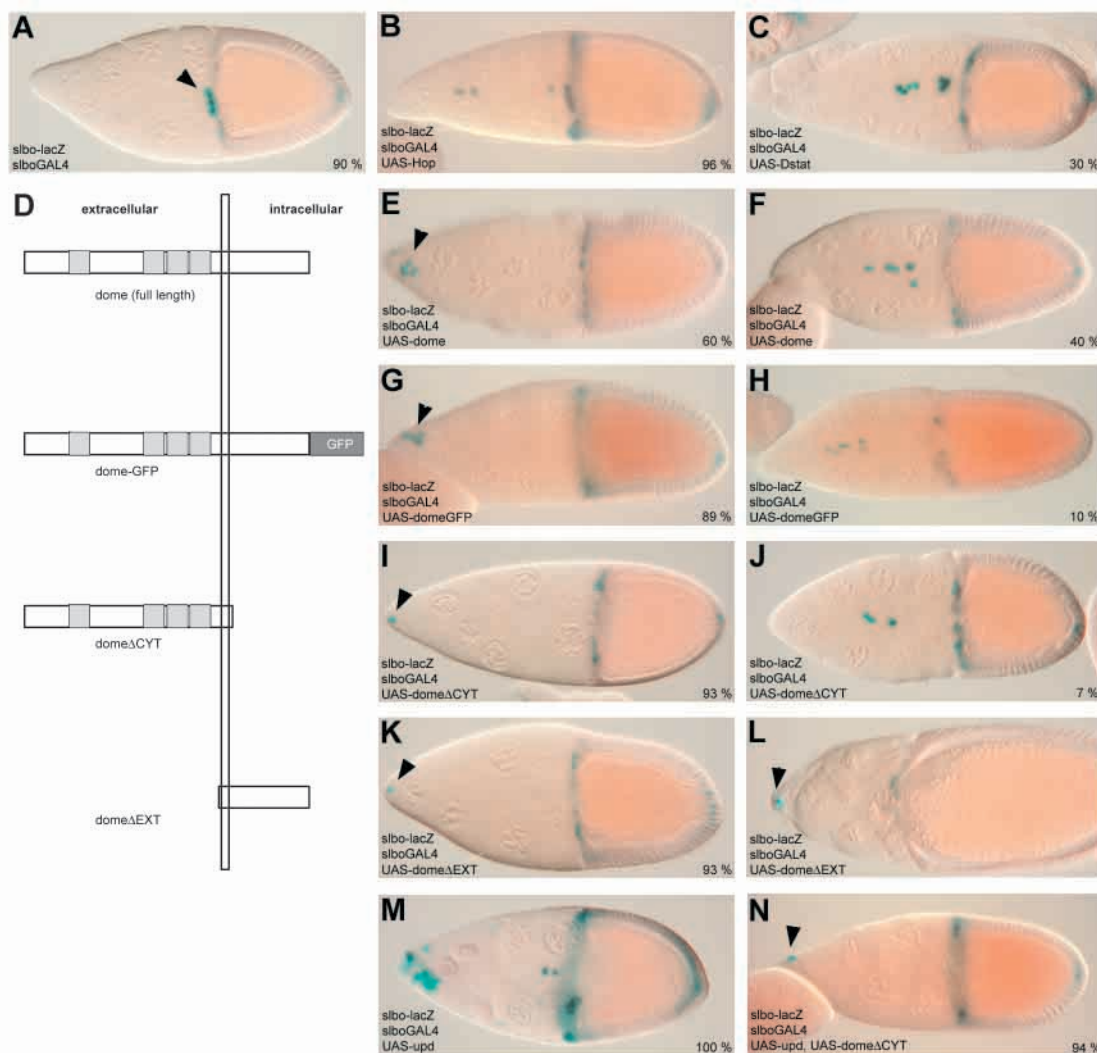 A
slbo-lacZ
slboGAL4
90 %
B
slbo-lacZ
slboGAL4
UAS-Hop
96 %
C
slbo-lacZ
slboGAL4
UAS-Dstat
30 %
D
extracellular
intracellular
dome (full length)
GFP
dome-GFP
domeΔCYT
domeΔEXT
E
slbo-lacZ
slboGAL4
UAS-dome
60 %
F
slbo-lacZ
slboGAL4
UAS-dome
40 %
G
slbo-lacZ
slboGAL4
UAS-domeGFP
89 %
H
slbo-lacZ
slboGAL4
UAS-domeGFP
10 %
I
slbo-lacZ
slboGAL4
UAS-domeΔCYT
93 %
J
slbo-lacZ
slboGAL4
UAS-domeΔCYT
7 %
K
slbo-lacZ
slboGAL4
UAS-domeΔEXT
93 %
L
slbo-lacZ
slboGAL4
UAS-domeΔEXT
M
slbo-lacZ
slboGAL4
UAS-upd
100 %
N
slbo-lacZ
slboGAL4
UAS-upd, UAS-domeΔCYT
94 %